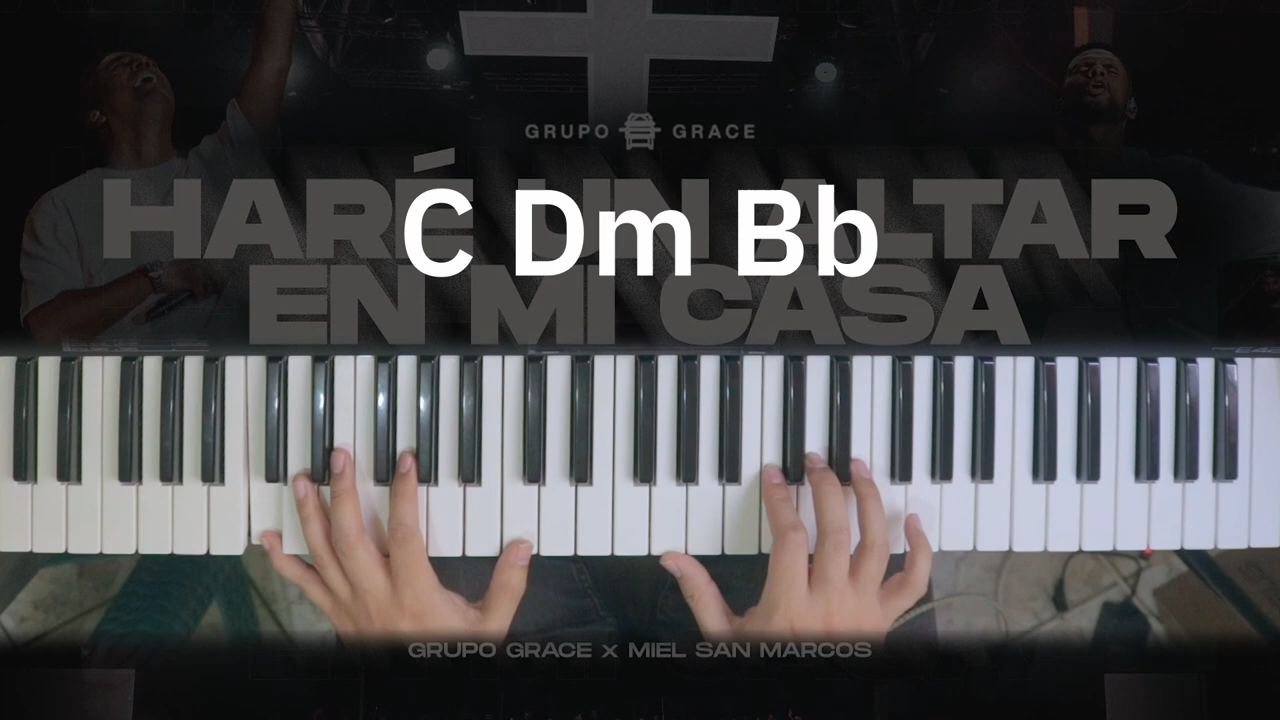 GRUPO GRACE
HARÉ UN ALTAR
C Dm Bb
EN MI CASA
GRUPO GRACE x MIEL SAN MARCOS